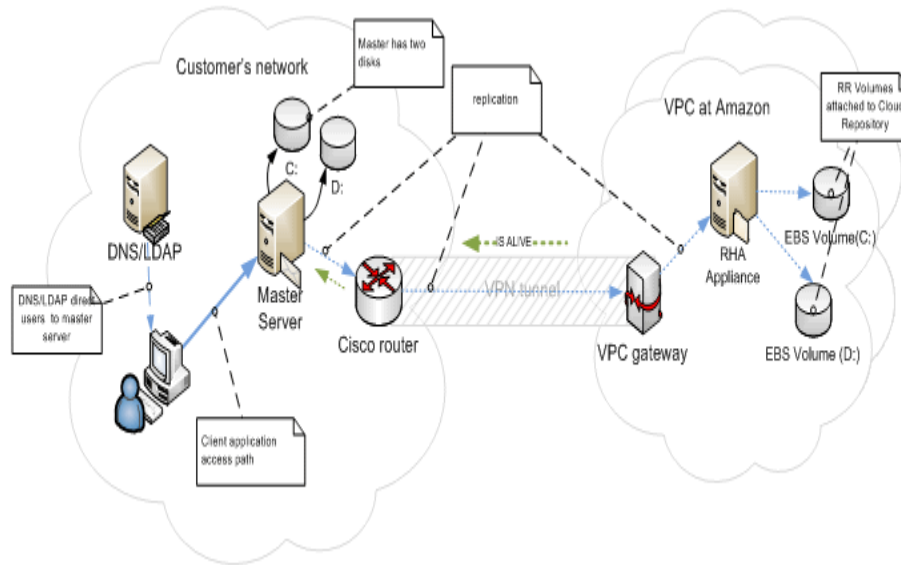 Master has two
disks
Customer's network
replication
VPC at Amazon
RR Volumes
attached to Cloud
Repository
C:
D:
DNS/LDAP
Master
Server
IS ALIVE
VPN tunnel
RHA
Appliance
EBS Volume(C:)
DNS/LDAP direct
users to master
server
Cisco router
VPC gateway
EBS Volume (D:)
Client application
access path